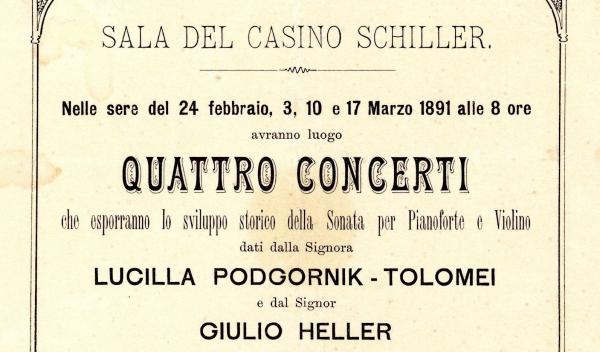 SALA DEL CASINO SCHILLER.
Nelle sere del 24 febbraio, 3, 10 e 17 Marzo 1891 alle 8 ore
avranno luogo
QUATTRO CONCERTI
che esporranno lo sviluppo storico della Sonata per Pianoforte e Violino
dati dalla Signora
LUCILLA PODGORNIK - TOLOMEI
e dal Signor
GIULIO HELLER